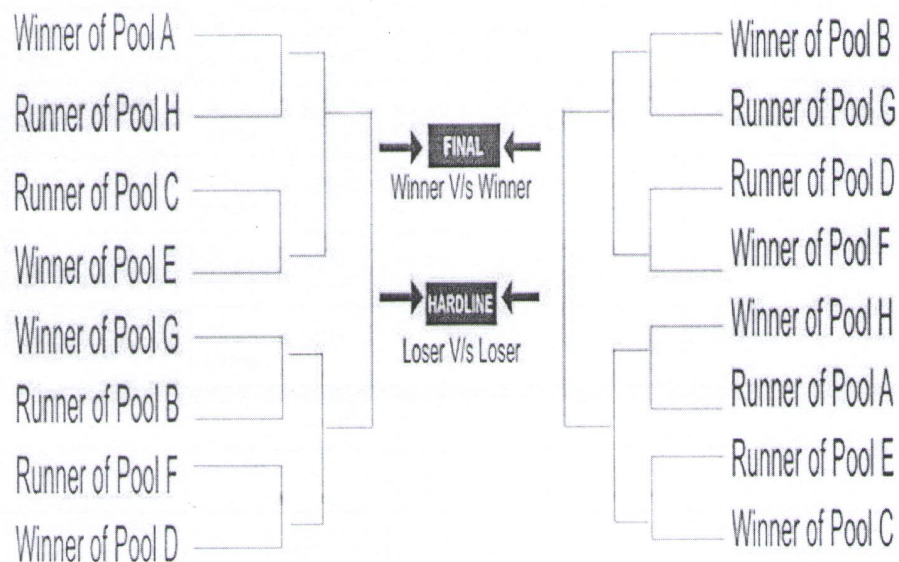 Winner of Pool A
Runner of Pool H
Runner of Pool C
Winner of Pool E
Winner of Pool G
Runner of Pool B
Runner of Pool F
Winner of Pool D
FINAL
Winner V/s Winner
HARDLINE
Loser V/s Loser
Winner of Pool B
Runner of Pool G
Runner of Pool D
Winner of Pool F
Winner of Pool H
Runner of Pool A
Runner of Pool E
Winner of Pool C